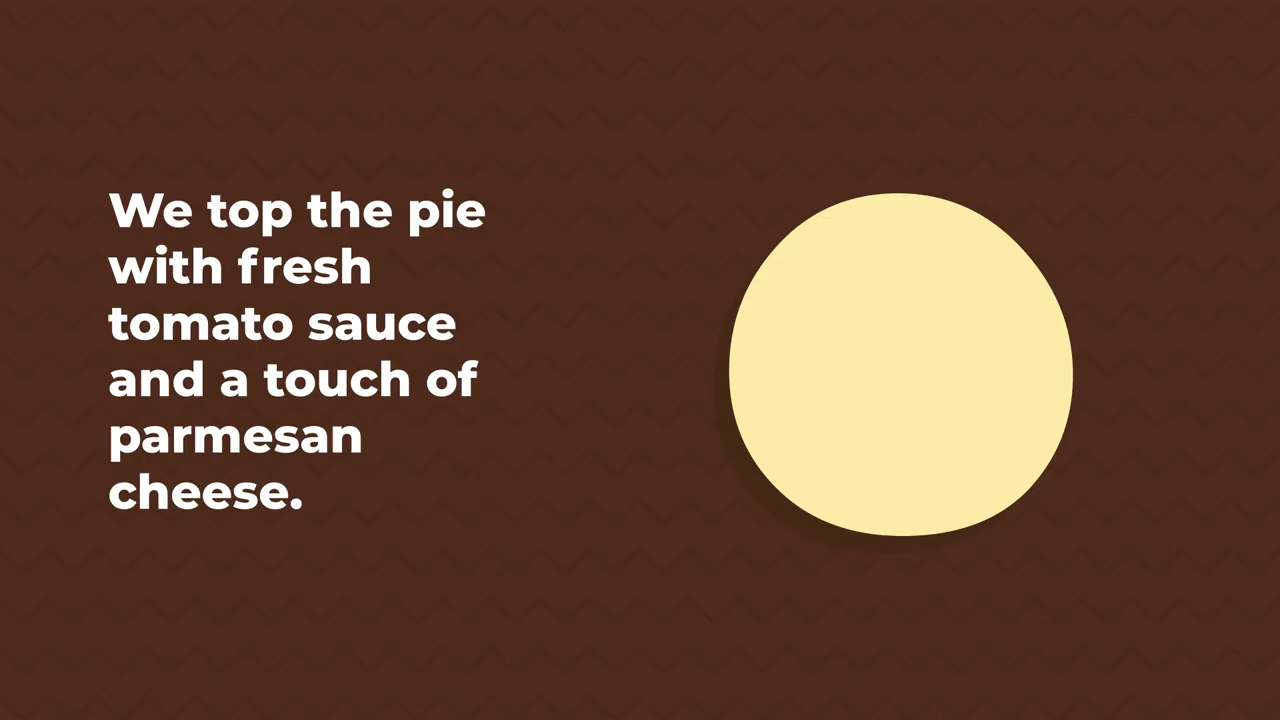 We top the pie
with fresh
tomato sauce
and a touch of
parmesan
cheese.